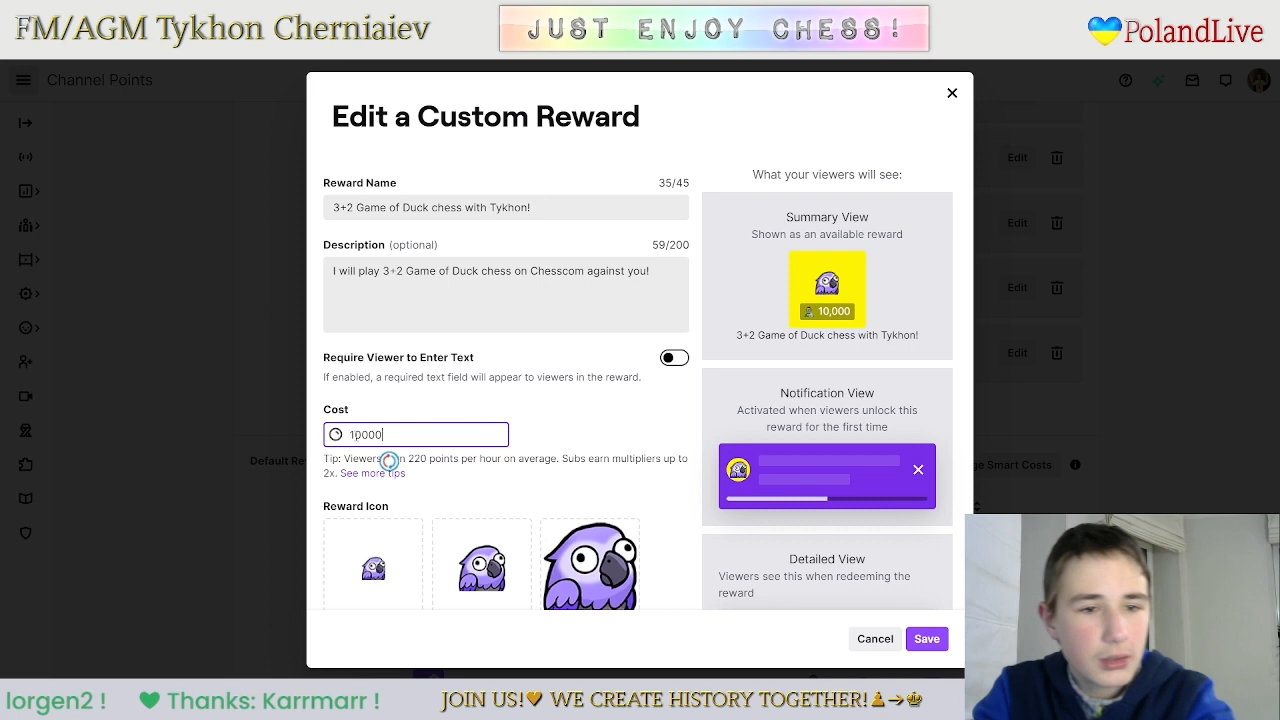 FM/AGM Tykhon Cherniaiev
JUST ENJOY CHESS!
PolandLive
Channel Points
Edit a Custom Reward
Reward Name
35/45
3+2 Game of Duck chess with Tykhon!
Description (optional)
59/200
I will play 3+2 Game of Duck chess on Chesscom against you!
Require Viewer to Enter Text
If enabled, a required text field will appear to viewers in the reward.
Cost
10000
Tip: Viewers 220 points per hour on average. Subs earn multipliers up to
2x. See more tips
Reward Icon
What your viewers will see:
Summary View
Shown as an available reward
10,000
3+2 Game of Duck chess with Tykhon!
Notification View
Activated when viewers unlock this
reward for the first time
Detailed View
Viewers see this when redeeming the
reward
Cancel
Save
Edit
Edit
Edit
Edit
Default Re
ge Smart Costs
lorgen2 !
Thanks: Karrmarr !
JOIN US! WE CREATE HISTORY TOGETHER!